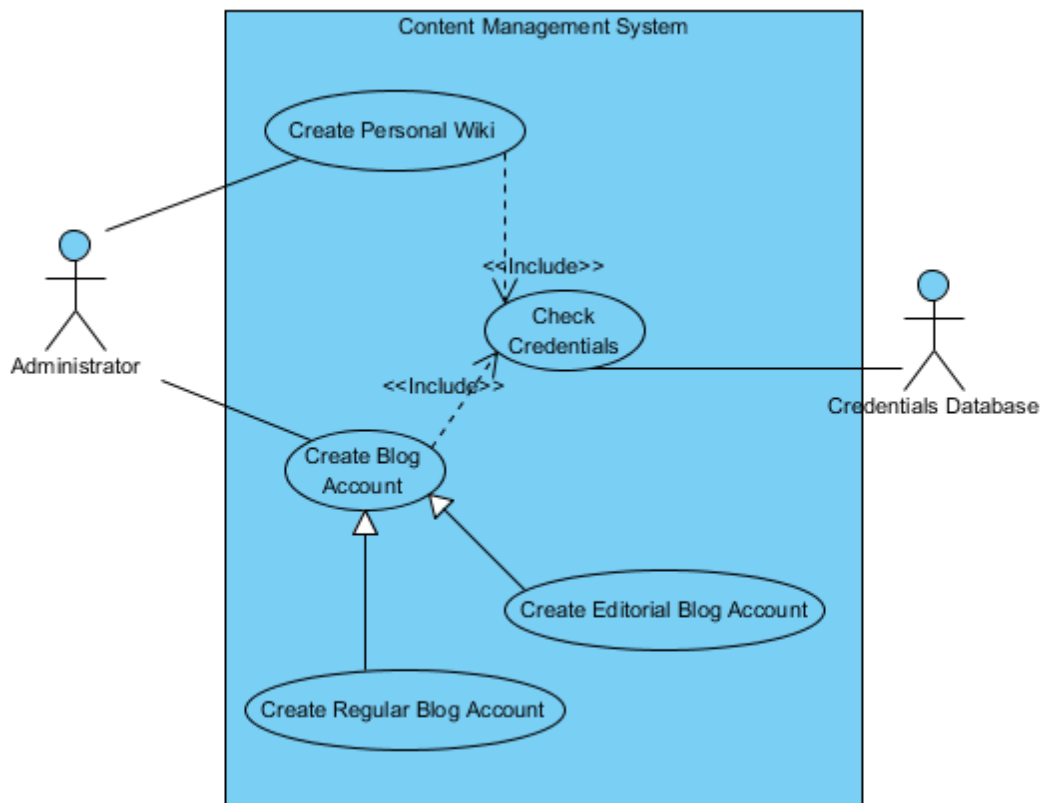 Content Management System
Create Personal Wiki
<<Include>>
Check
Credentials
Administrator
<<Include>>
Credentials Database
Create Blog
Account
Create Editorial Blog Account
Create Regular Blog Account